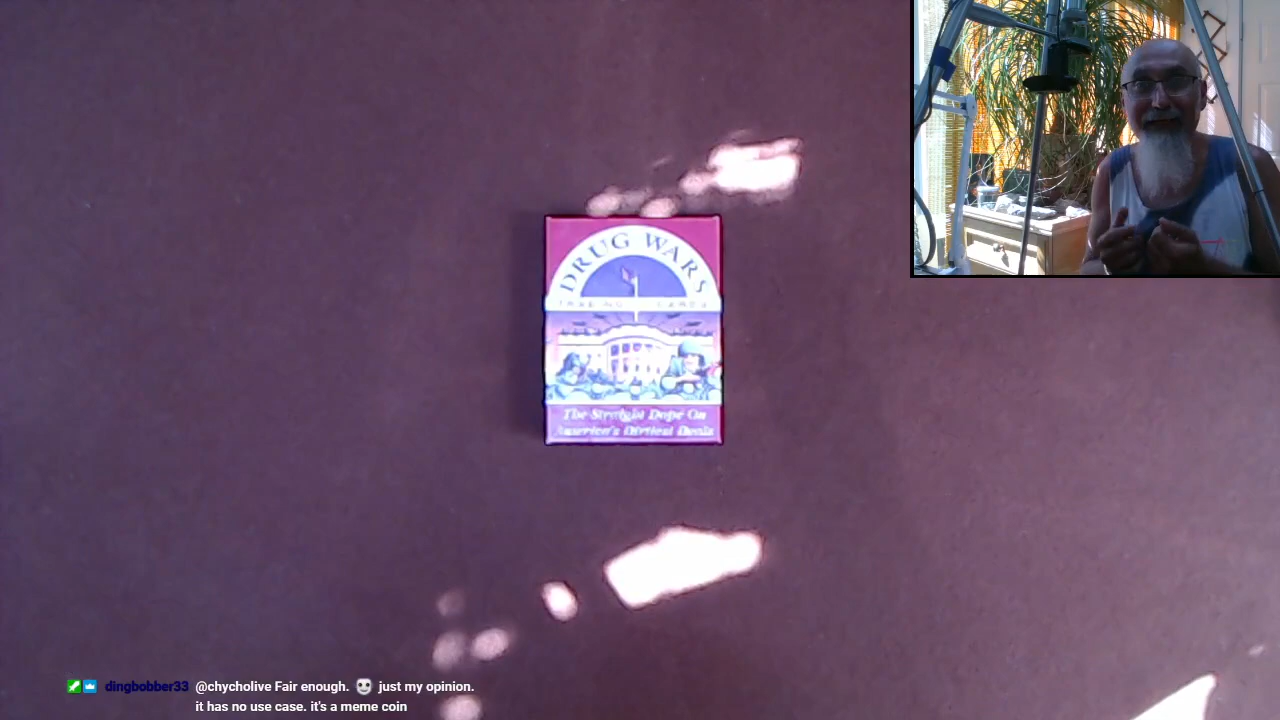 DRUG WARS
TRADING CARDS
The Straight Dope On
America's Dirtiest Deals
dingbobber33 @chycholive Fair enough. just my opinion.
it has no use case. it's a meme coin